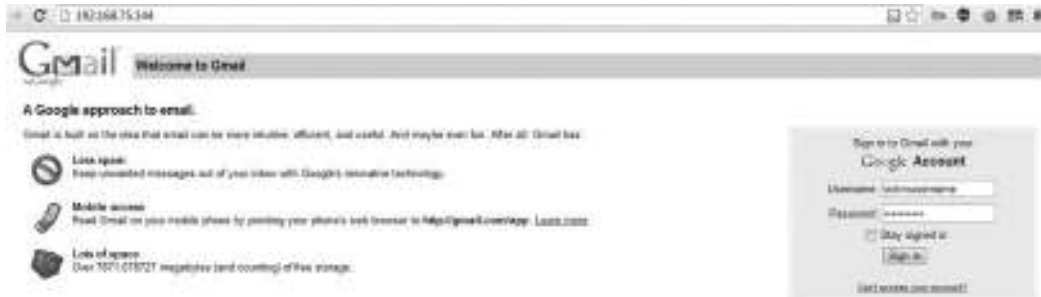 192.168.75.144
Gmail
by Google
Welcome to Gmail
A Google approach to email.
Gmail is built on the idea that email can be more intuitive, efficient, and useful. And maybe even fun. After all, Gmail has:
Less spam
Keep unwanted messages out of your inbox with Google's innovative technology.
Mobile access
Read Gmail on your mobile phone by pointing your phone's web browser to http://gmail.com/app. Learn more
Lots of space
Over 7671.078727 megabytes (and counting) of free storage.
Sign in to Gmail with your
Google Account
Username:
Password:
Stay signed in
Sign in
Can't access your account?